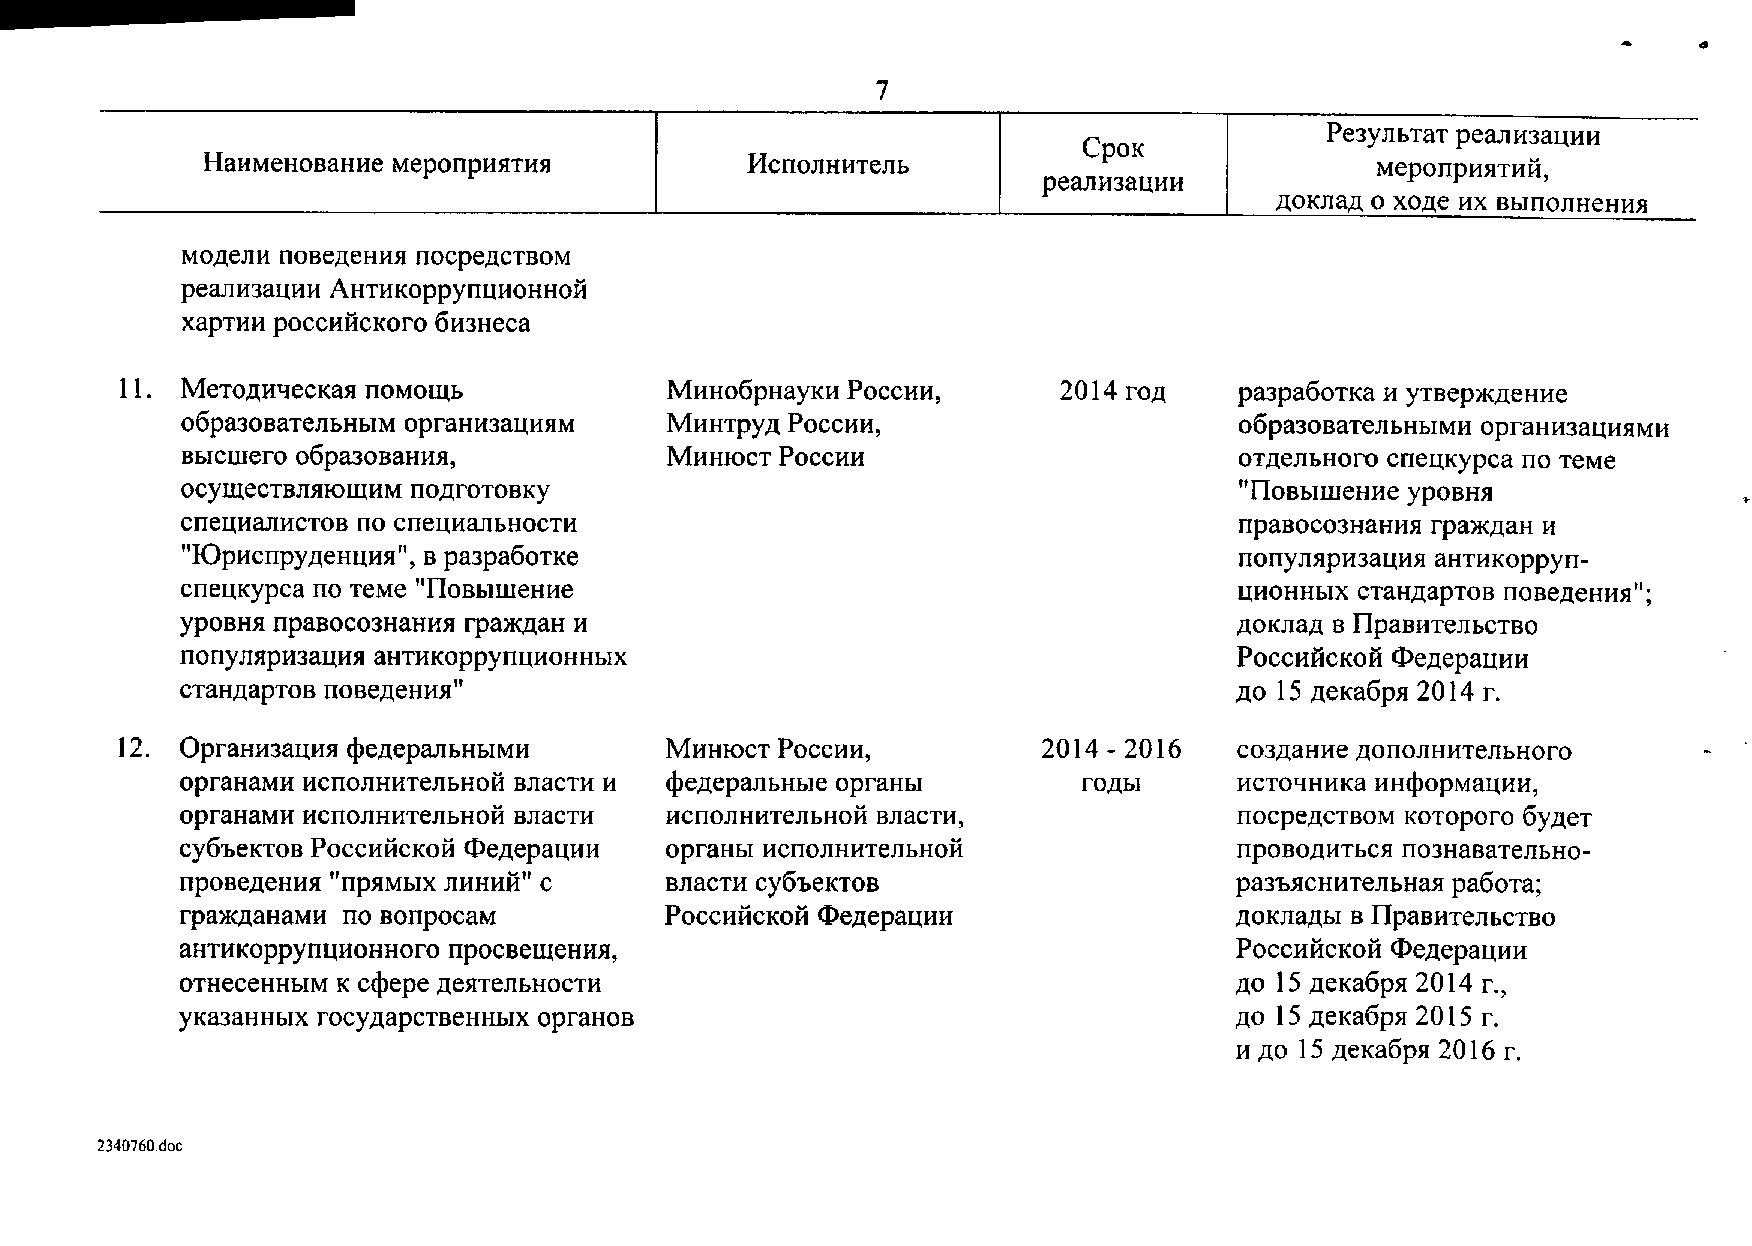 7
Наименование мероприятия
Исполнитель
Срок
реализации
Результат реализации
мероприятий,
доклад о ходе их выполнения
модели поведения посредством
реализации Антикоррупционной
хартии российского бизнеса
11. Методическая помощь
образовательным организациям
высшего образования,
осуществляющим подготовку
специалистов по специальности
"Юриспруденция", в разработке
спецкурса по теме "Повышение
уровня правосознания граждан и
популяризация антикоррупционных
стандартов поведения"
Минобрнауки России,
Минтруд России,
Минюст России
2014 год
разработка и утверждение
образовательными организациями
отдельного спецкурса по теме
"Повышение уровня
правосознания граждан и
популяризация антикорруп-
ционных стандартов поведения";
доклад в Правительство
Российской Федерации
до 15 декабря 2014 г.
12. Организация федеральными
органами исполнительной власти и
органами исполнительной власти
субъектов Российской Федерации
проведения "прямых линий" с
гражданами по вопросам
антикоррупционного просвещения,
отнесенным к сфере деятельности
указанных государственных органов
Минюст России,
федеральные органы
исполнительной власти,
органы исполнительной
власти субъектов
Российской Федерации
2014 - 2016
годы
создание дополнительного
источника информации,
посредством которого будет
проводиться познавательно-
разъяснительная работа;
доклады в Правительство
Российской Федерации
до 15 декабря 2014 г.,
до 15 декабря 2015 г.
и до 15 декабря 2016 г.
2340760.doc